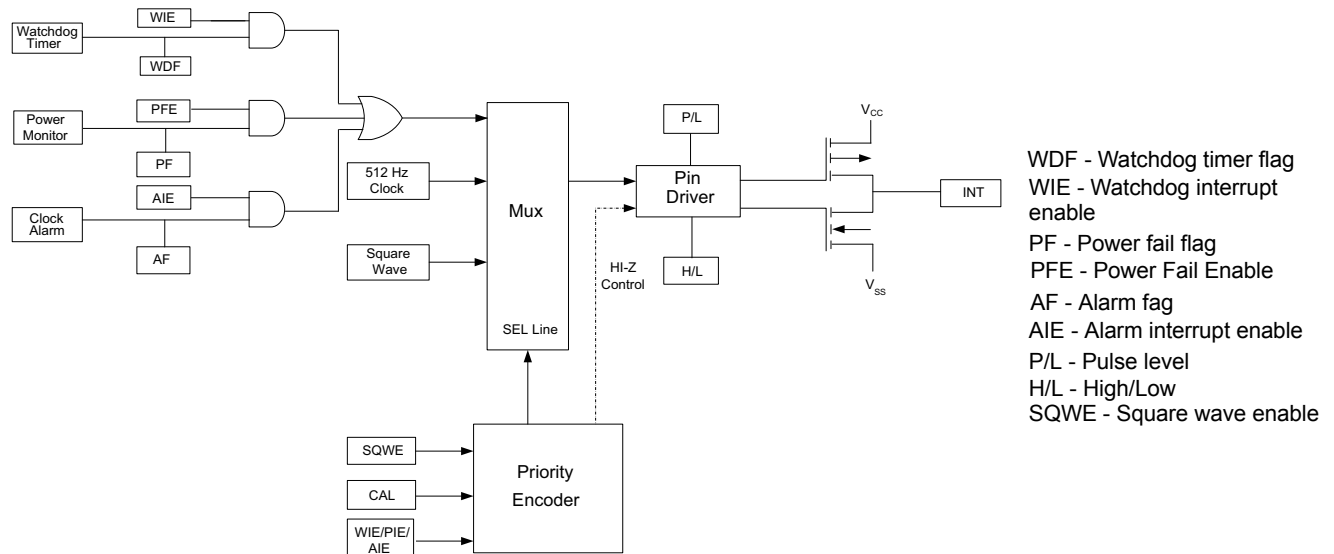 WIE
Watchdog
Timer
WDF
PFE
Power
Monitor
PF
AIE
Clock
Alarm
AF
512 Hz
Clock
Square
Wave
Mux
SEL Line
P/L
Pin
Driver
H/L
HI-Z
Control
VCC
INT
VSS
SQWE
CAL
WIE/PIE/
AIE
Priority
Encoder
WDF - Watchdog timer flag
WIE - Watchdog interrupt
enable
PF - Power fail flag
PFE - Power Fail Enable
AF - Alarm fag
AIE - Alarm interrupt enable
P/L - Pulse level
H/L - High/Low
SQWE - Square wave enable